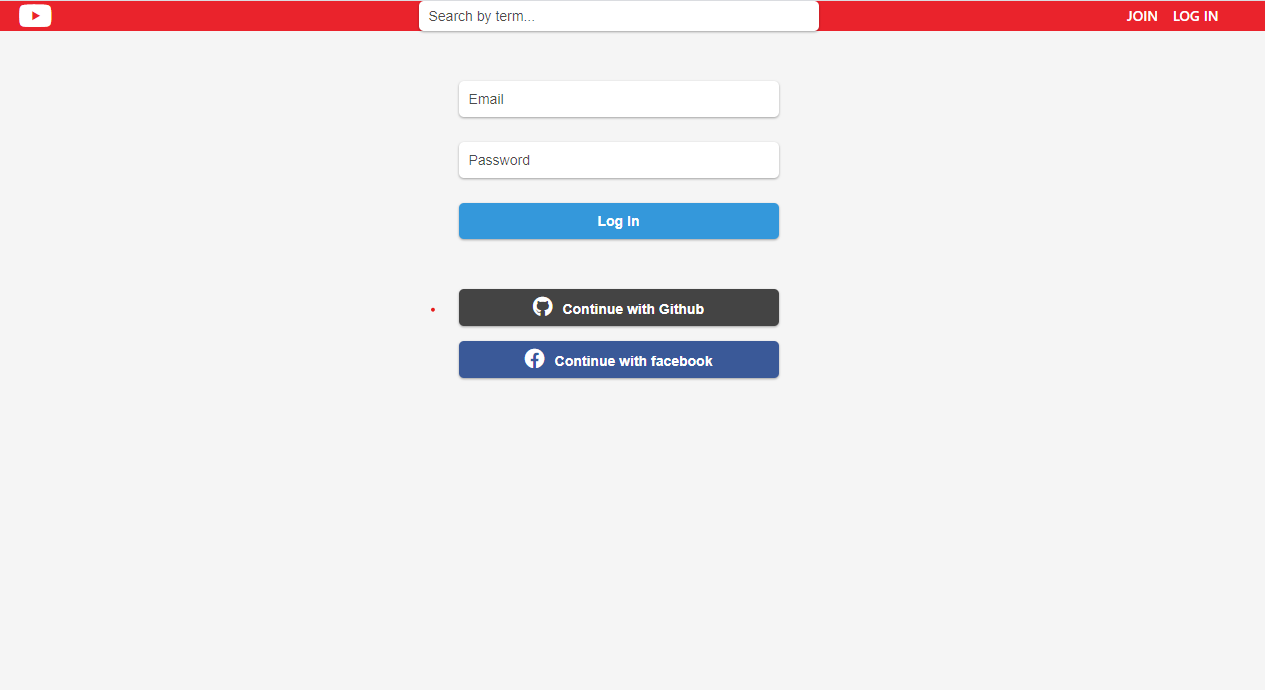 Search by term...
JOIN LOG IN
Email
Password
Log In
Continue with Github
Continue with facebook